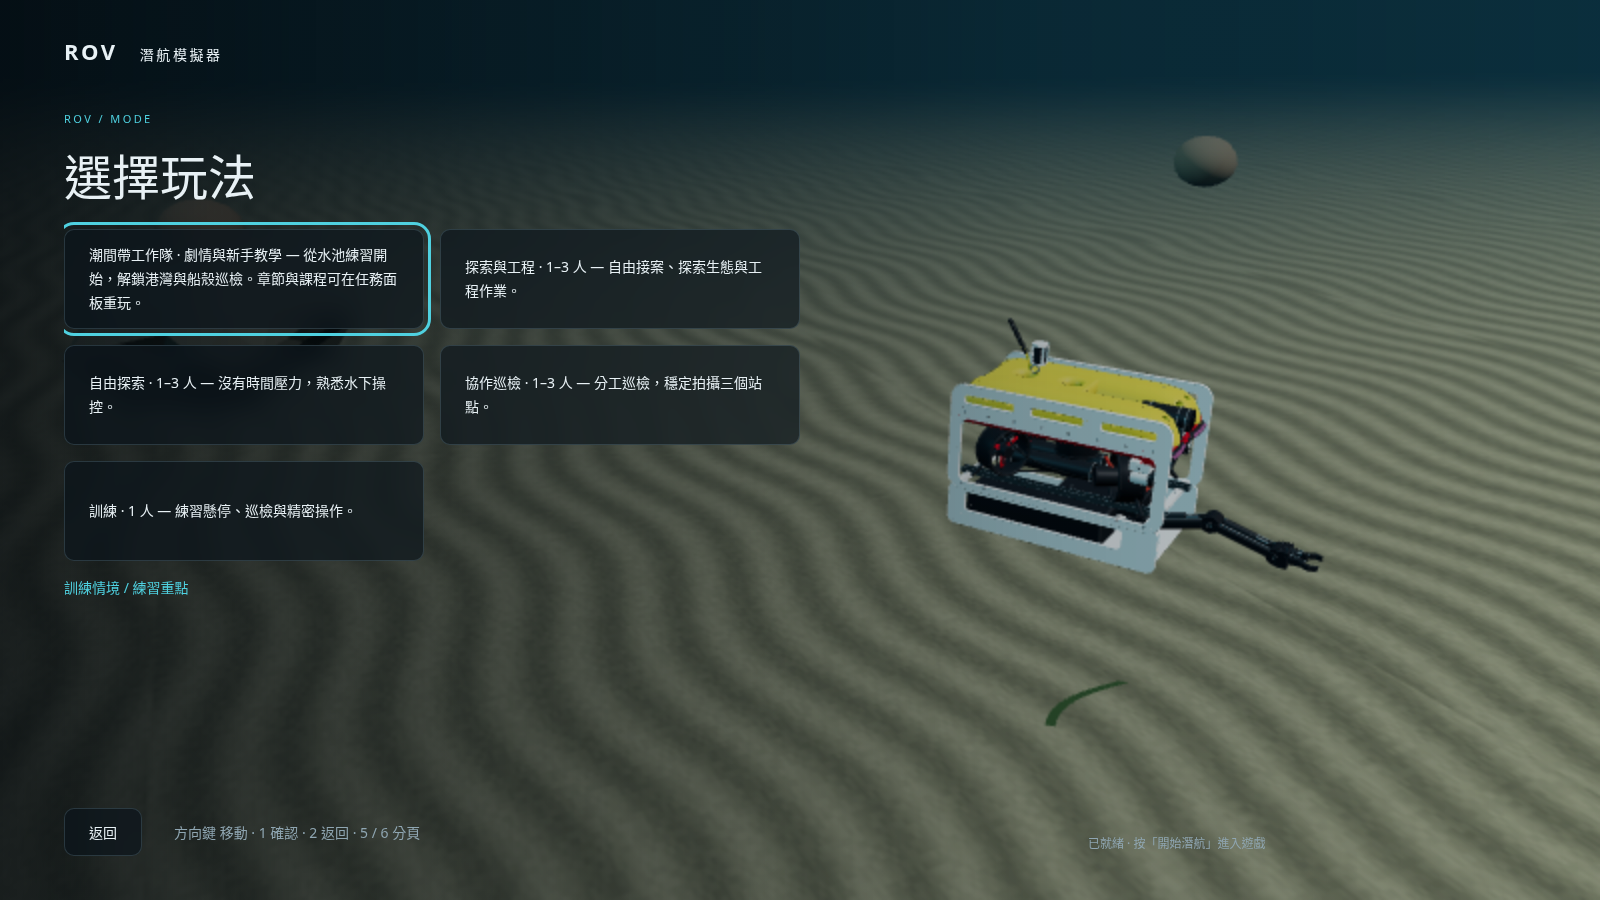 ROV 潛航模擬器
ROV / MODE
選擇玩法
潮間帶工作隊 · 劇情與新手教學 — 從水池練習開
始，解鎖港灣與船殼巡檢。章節與課程可在任務面
板重玩。
探索與工程 · 1–3 人 — 自由接案、探索生態與工
程作業。
自由探索 · 1–3 人 — 沒有時間壓力，熟悉水下操
控。
協作巡檢 · 1–3 人 — 分工巡檢，穩定拍攝三個站
點。
訓練 · 1 人 — 練習懸停、巡檢與精密操作。
訓練情境 / 練習重點
返回
方向鍵 移動 · 1 確認 · 2 返回 · 5 / 6 分頁
已就緒 · 按「開始潛航」進入遊戲